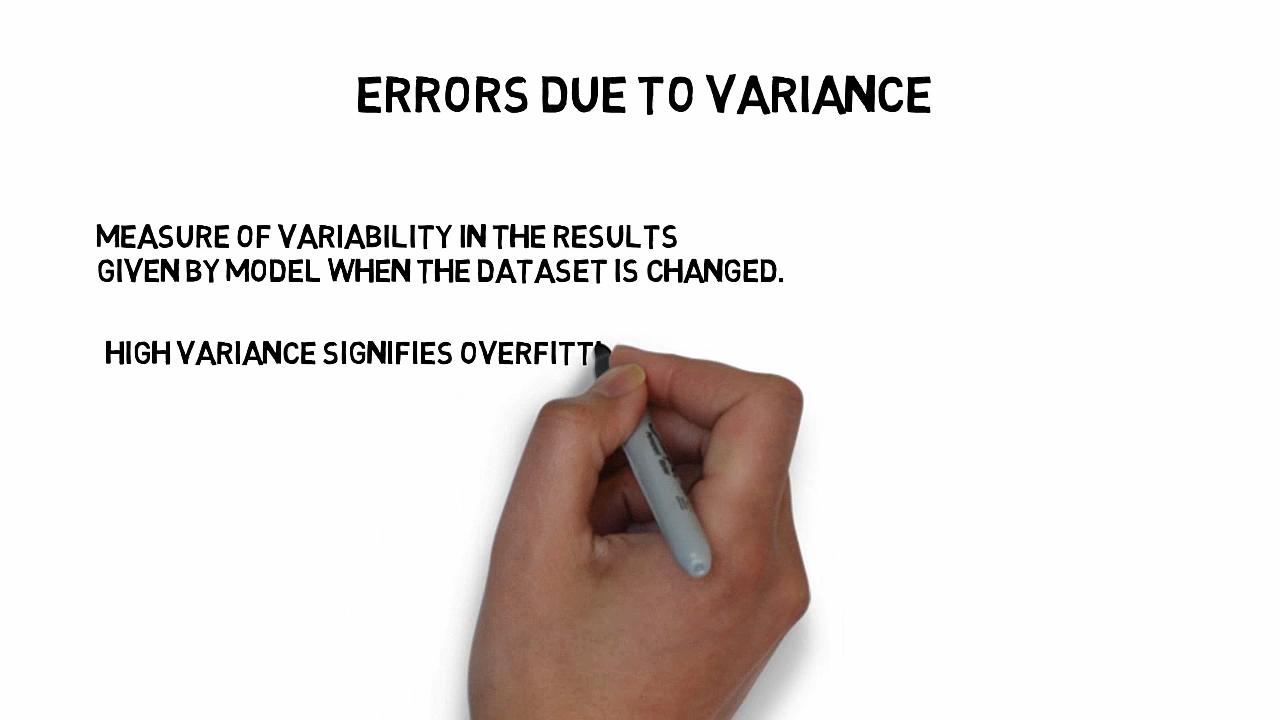 ERRORS DUE TO VARIANCE
MEASURE OF VARIABILITY IN THE RESULTS
GIVEN BY MODEL WHEN THE DATASET IS CHANGED.
HIGH VARIANCE SIGNIFIES OVERFITT